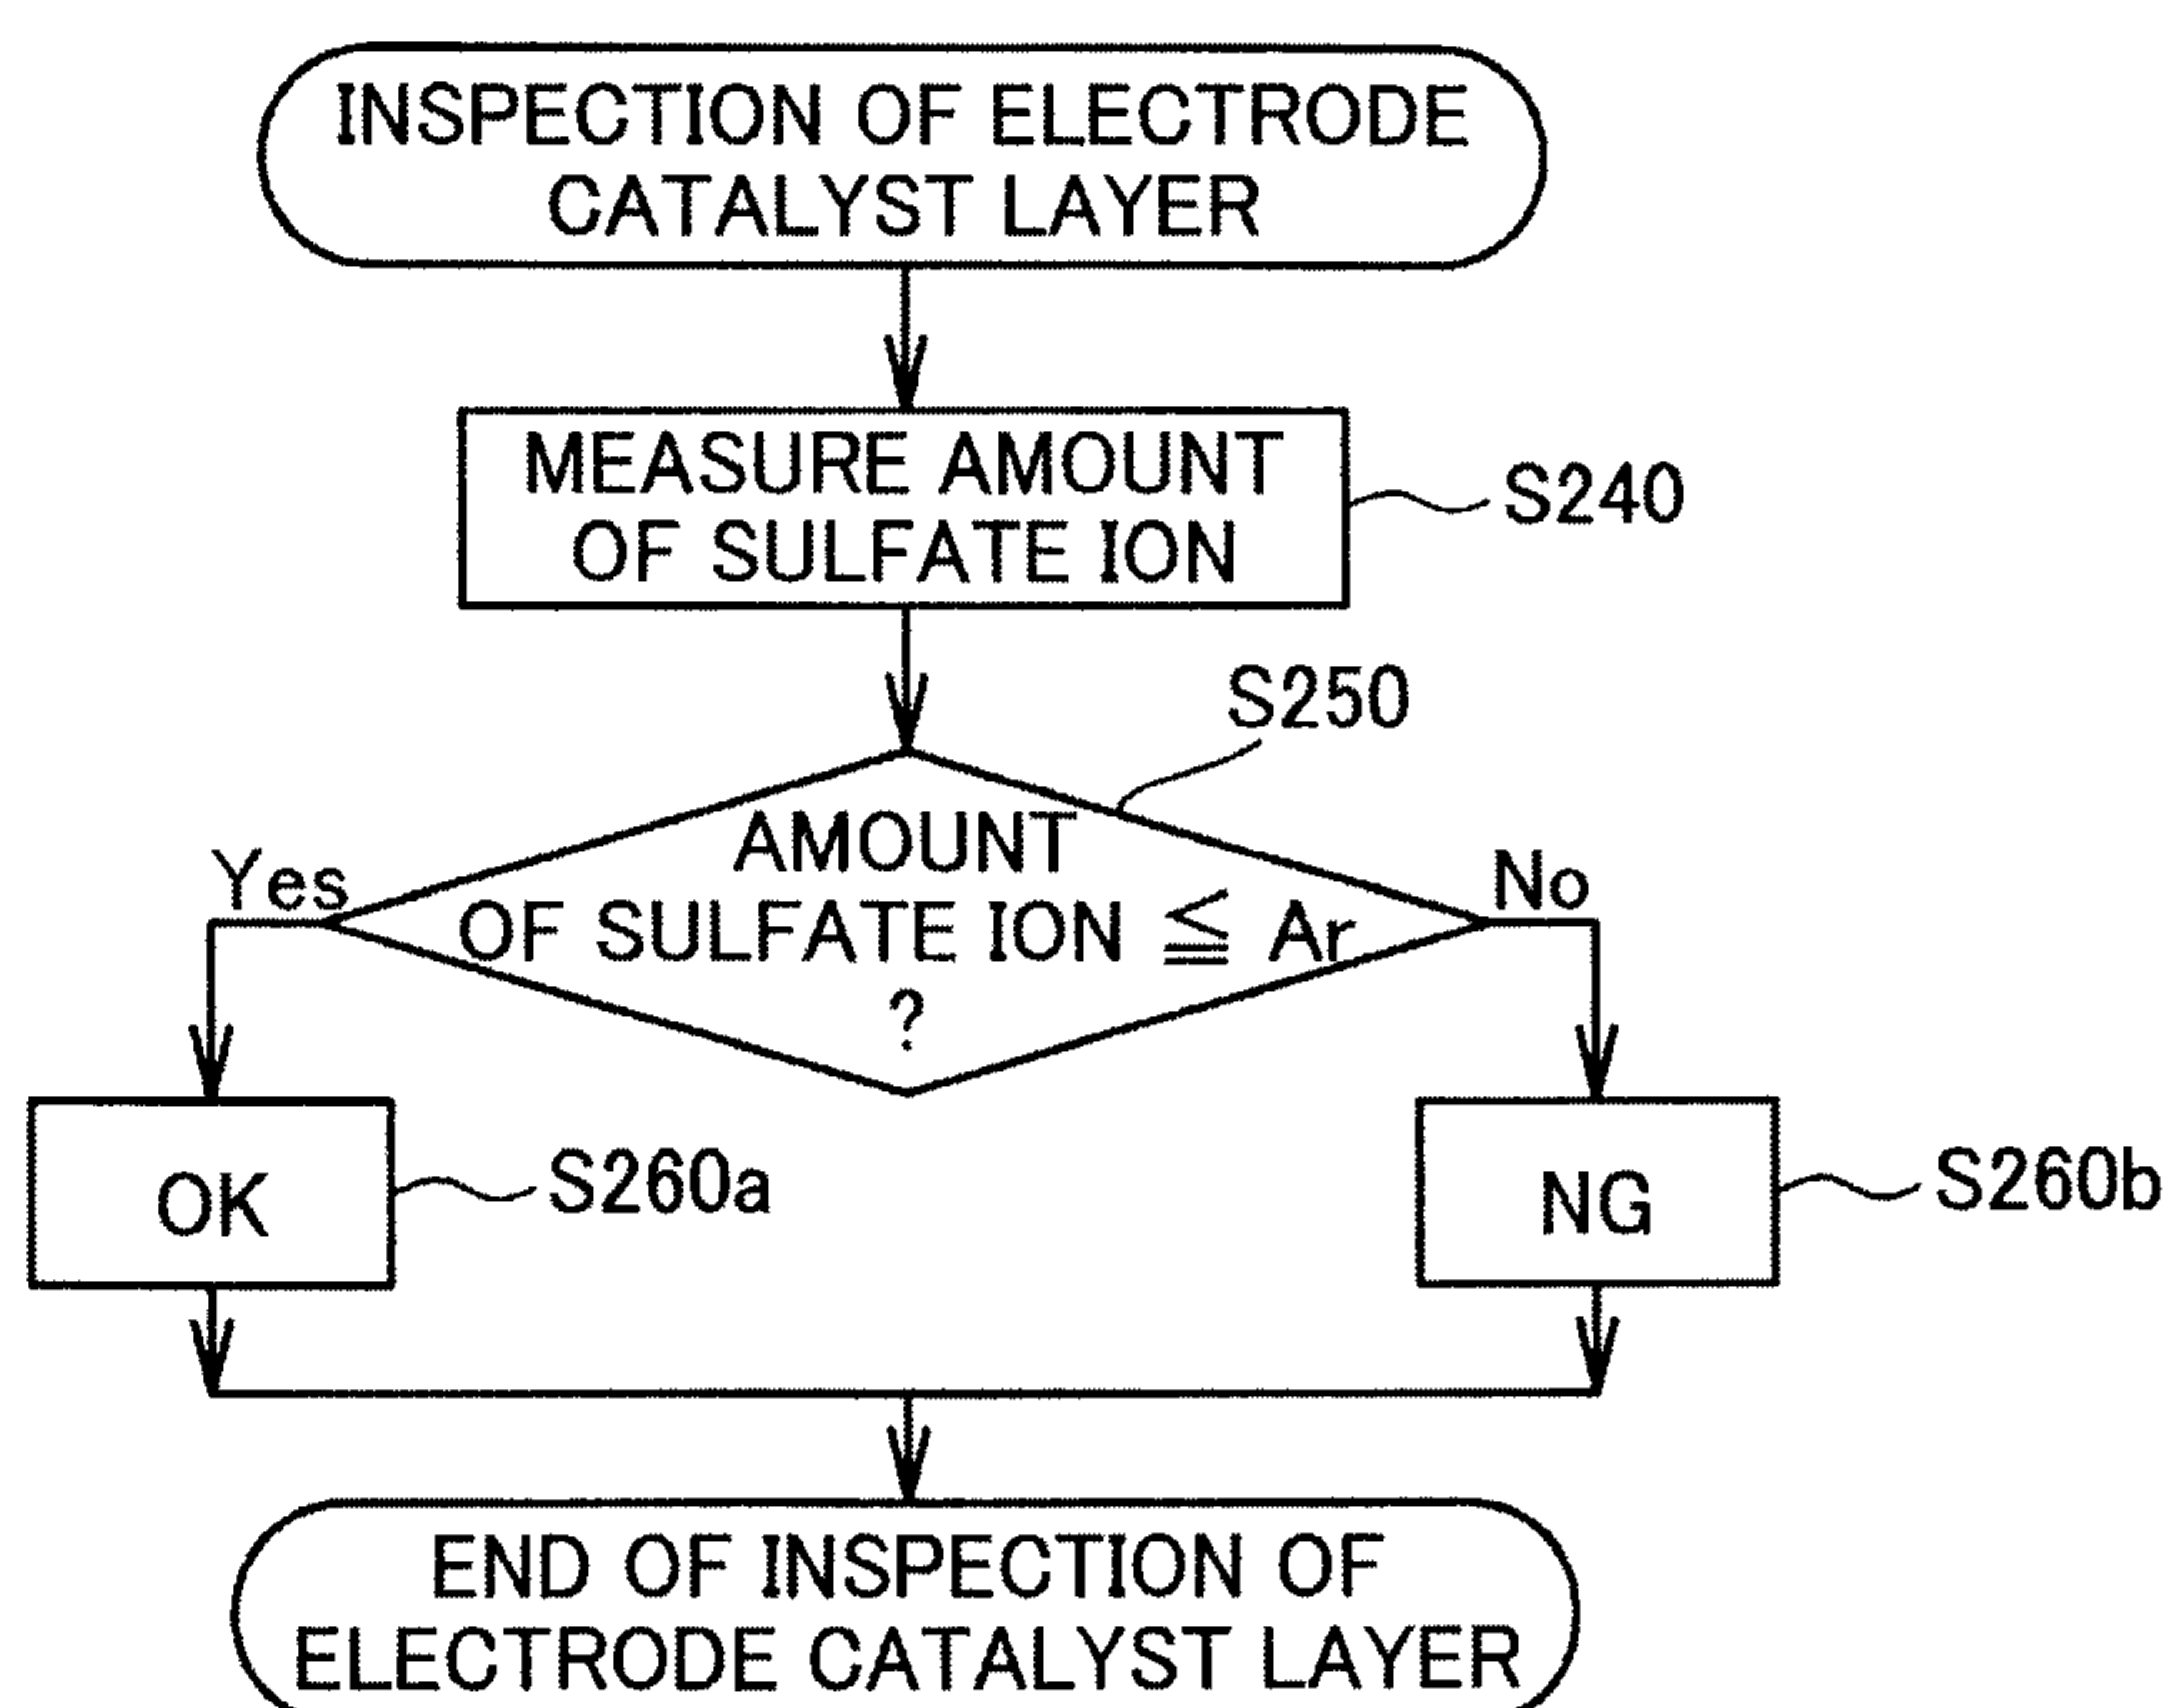 INSPECTION OF ELECTRODE
CATALYST LAYER
MEASURE AMOUNT
OF SULFATE ION
S240
S250
AMOUNT
OF SULFATE ION ≦ Ar
?
Yes
No
OK
S260a
NG
S260b
END OF INSPECTION OF
ELECTRODE CATALYST LAYER